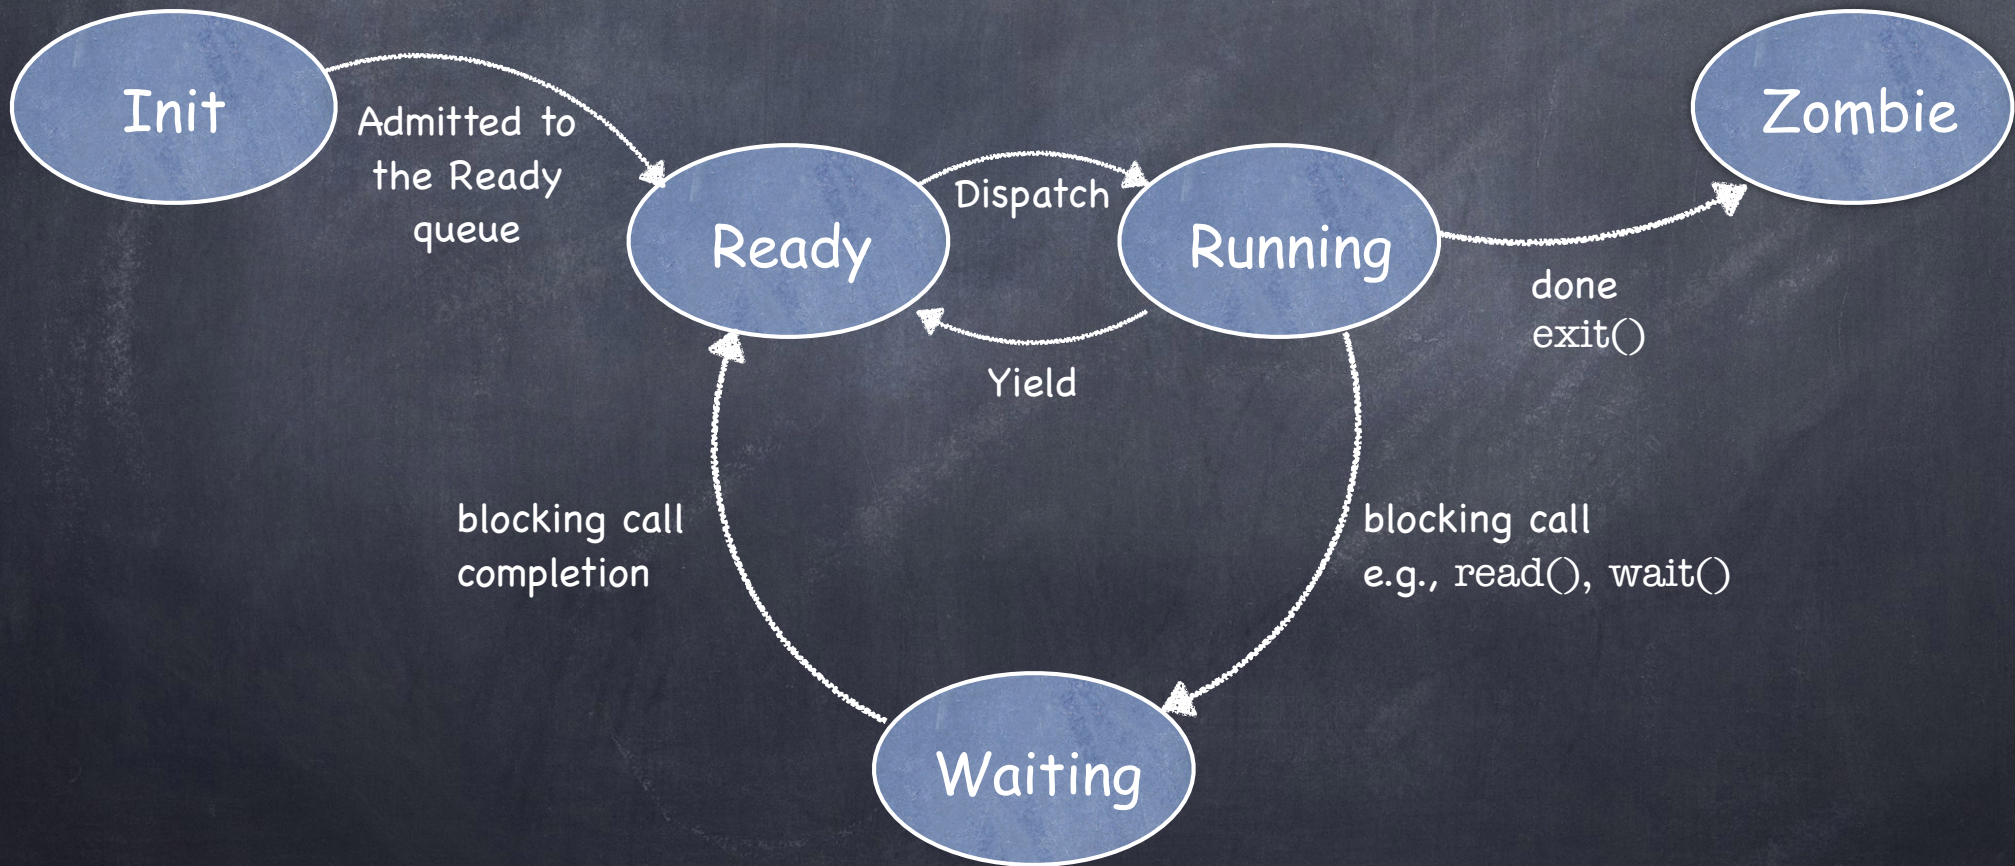 Init
Zombie
Admitted to
the Ready
queue
Ready
Dispatch
Running
Yield
done
exit()
blocking call
completion
blocking call
e.g., read(), wait()
Waiting